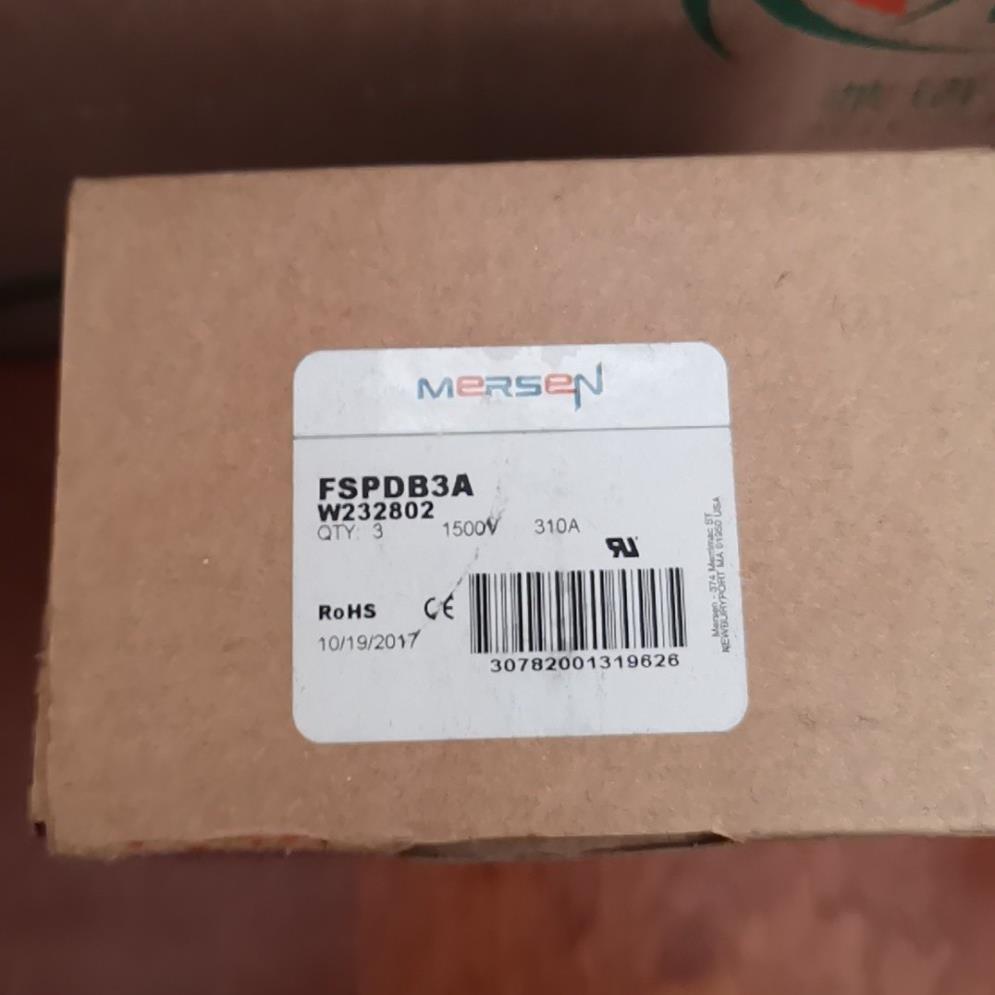 MERSEN
FSPDB3A
W232802
QTY: 3 1500V 310A
RU
RoHS CE
10/19/2017
30782001319626
Mersen - 374 Merrimac ST
NEWBURYPORT MA 01950 USA